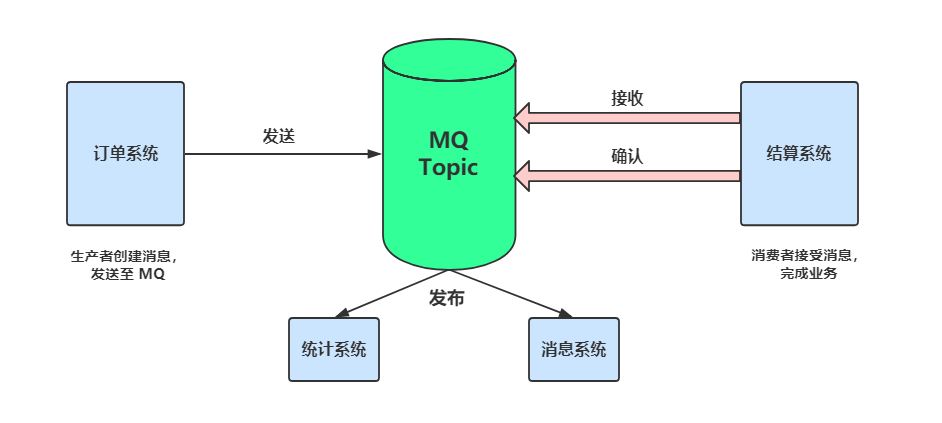 订单系统
发送
MQ
Topic
接收
确认
结算系统
生产者创建消息，
发送至 MQ
消费者接受消息，
完成业务
发布
统计系统
消息系统